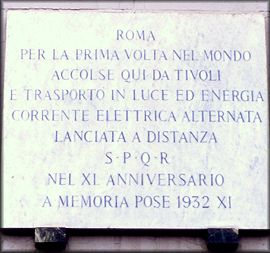 ROMA
PER LA PRIMA VOLTA NEL MONDO
ACCOLSE QUI DA TIVOLI
E TRASPORTO IN LUCE ED ENERGIA
CORRENTE ELETTRICA ALTERNATA
LANCIATA A DISTANZA
S·P·Q·R
NEL XI ANNIVERSARIO
A MEMORIA POSE 1932 XI